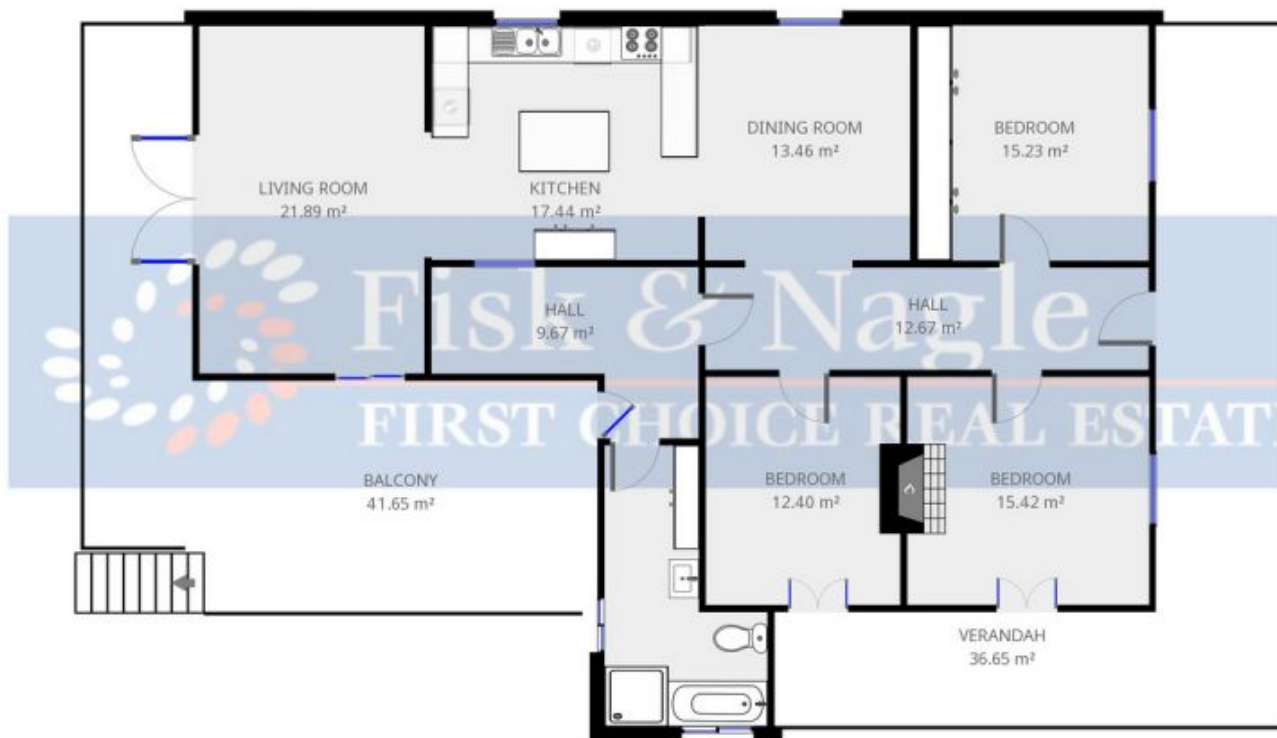 DINING ROOM
13.46 m²
BEDROOM
15.23 m²
LIVING ROOM
21.89 m²
KITCHEN
17.44 m²
Fisk & Nagle
FIRST CHOICE REAL ESTAT
HALL
9.67 m²
HALL
12.67 m²
BALCONY
41.65 m²
BEDROOM
12.40 m²
BEDROOM
15.42 m²
VERANDAH
36.65 m²